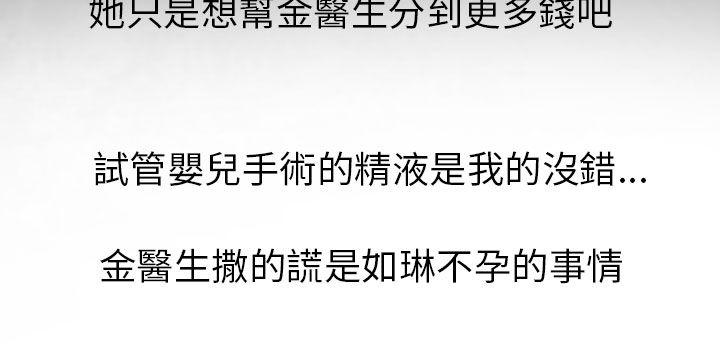 她只是想幫金醫生分到更多錢吧
試管嬰兒手術的精液是我的沒錯...
金醫生撒的謊是如琳不孕的事情